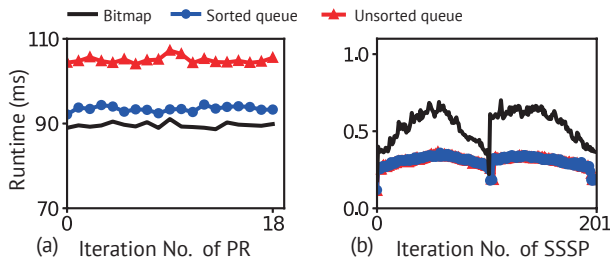 Bitmap Sorted queue Unsorted queue
Runtime (ms)
110
90
70
0 18
(a) Iteration No. of PR
1.0
0.5
0.0
0 201
(b) Iteration No. of SSSP